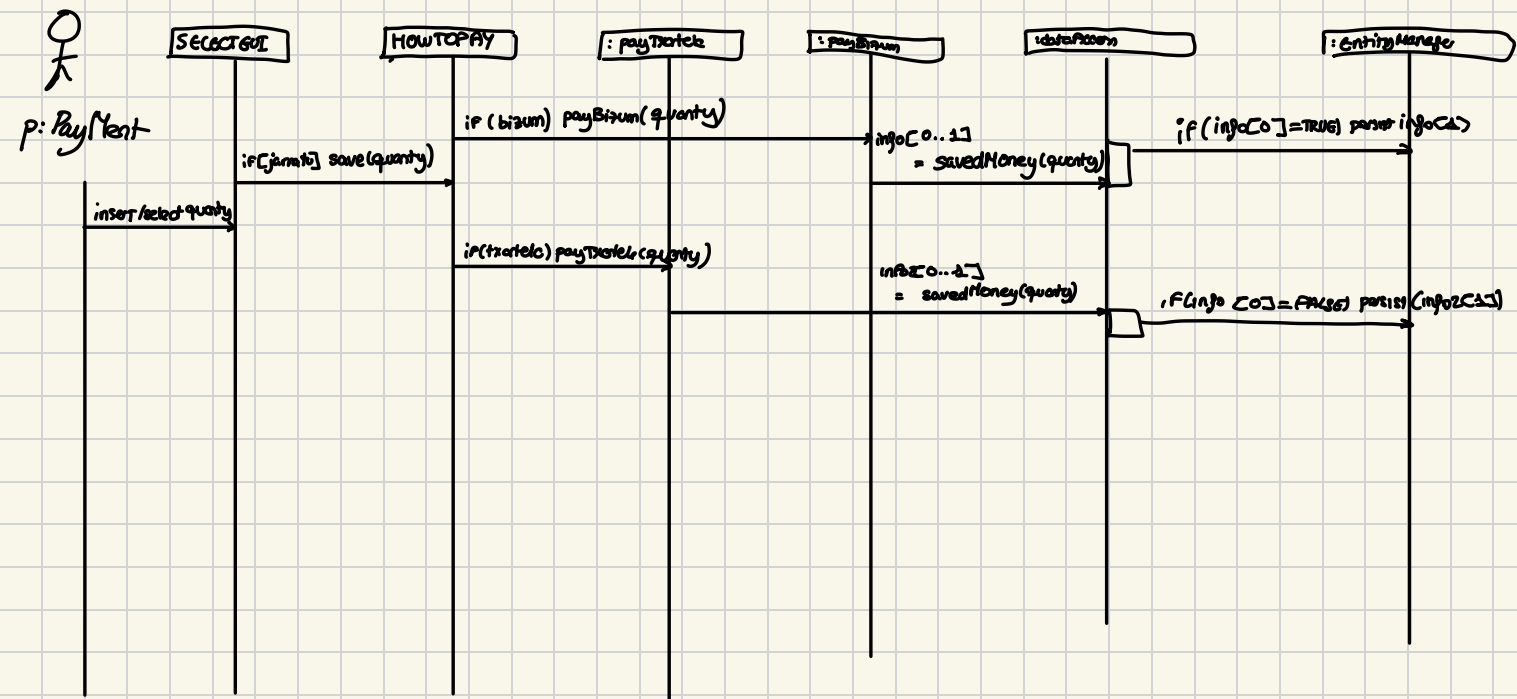 SELECTGUI
HOWTOPAY
: payTxartela
: payBizum
:dataAccess
: EntityManager
p: PayMent
if (bizum) payBizum(quanty)
info[0..1]
= savedMoney(quanty)
if(info[0]=TRUE) persist info[1]
if[jarraitu] save(quanty)
insert/select quanty
if(txartela) payTxartela(quanty)
info2[0..1]
= savedMoney(quanty)
if(info [0]=FALSE) persist(info2[1])